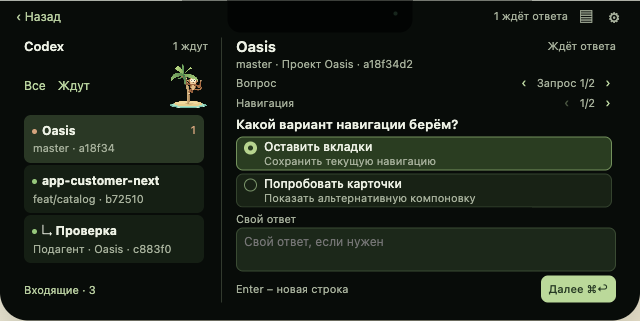 ‹ Назад
1 ждёт ответа
Codex
1 ждут
Все Ждут
Oasis 1
master · a18f34
app-customer-next
feat/catalog · b72510
Проверка
Подагент · Oasis · c883f0
Входящие · 3
Oasis
Ждёт ответа
master · Проект Oasis · a18f34d2
Вопрос
‹ Запрос 1/2 ›
Навигация
‹ 1/2 ›
Какой вариант навигации берём?
Оставить вкладки
Сохранить текущую навигацию
Попробовать карточки
Показать альтернативную компоновку
Свой ответ
Свой ответ, если нужен
Enter – новая строка
Далее ⌘↩